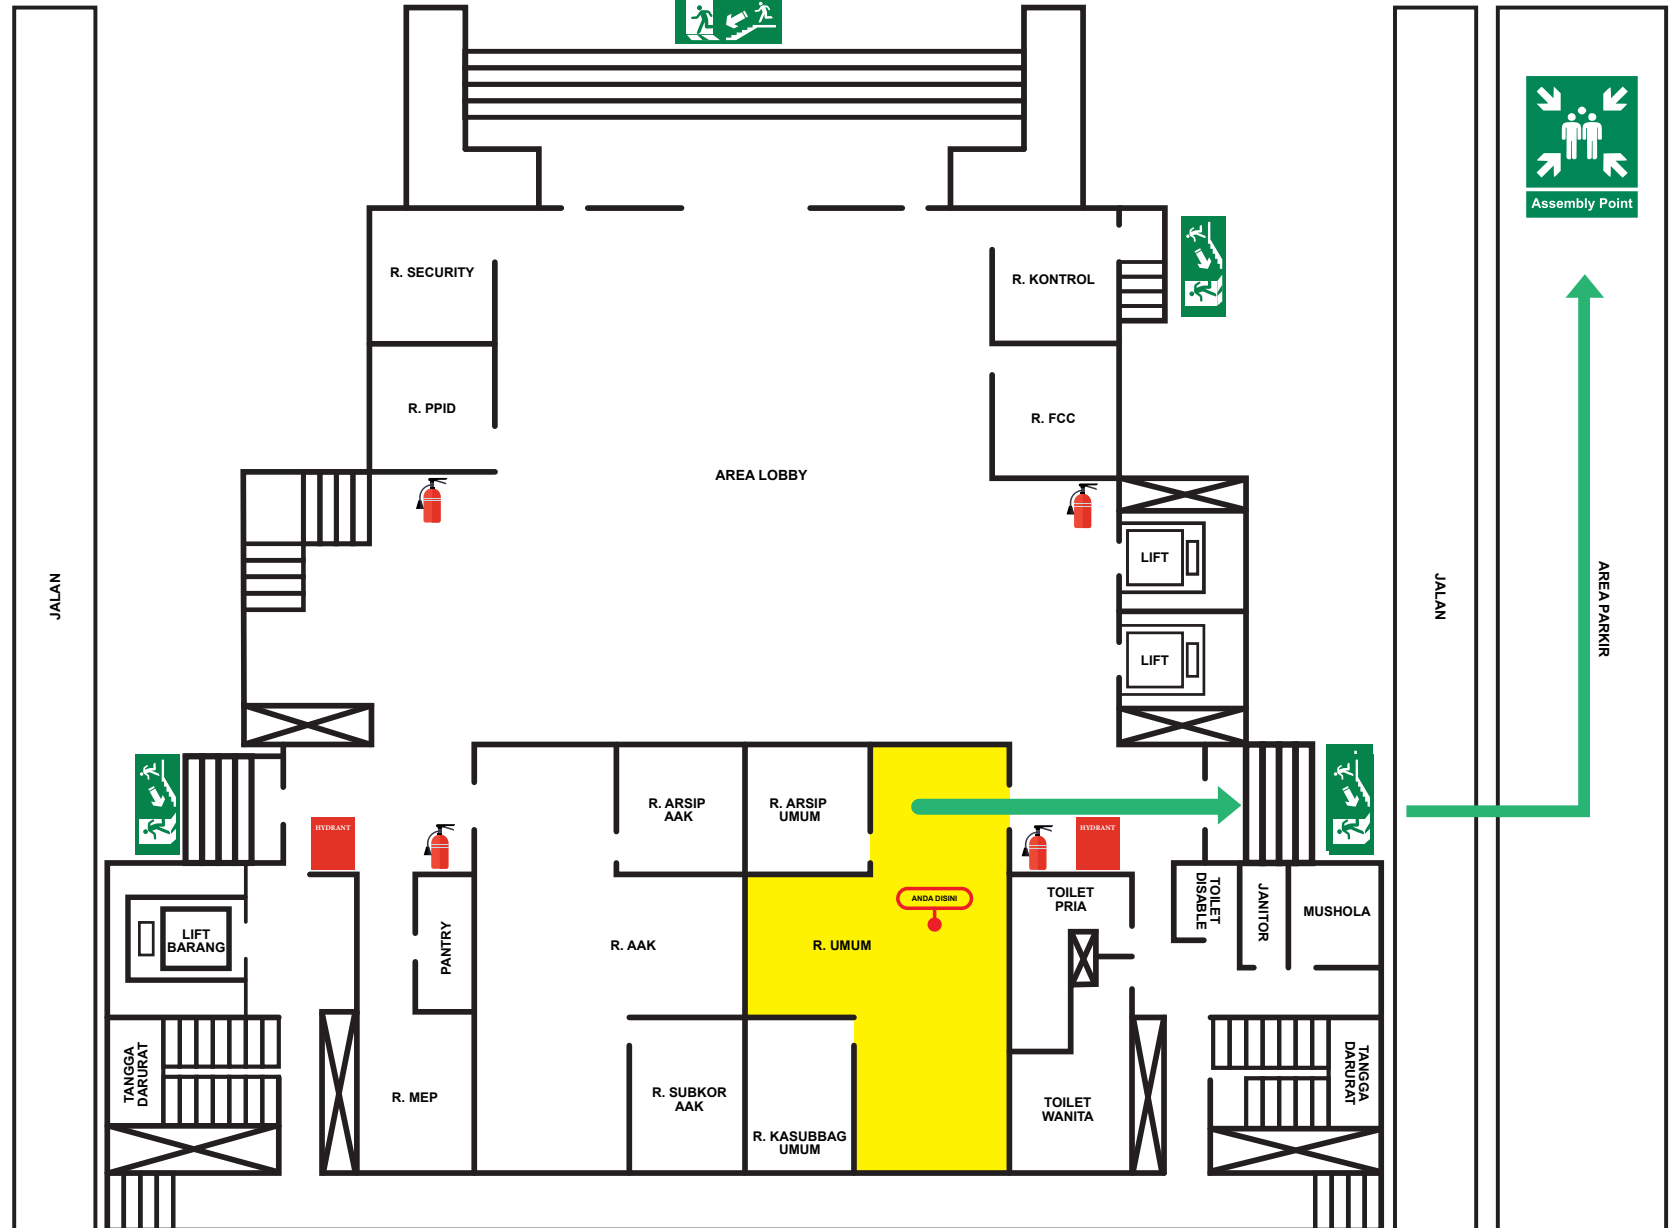 Assembly Point
R. SECURITY
R. KONTROL
R. PPID
R. FCC
AREA LOBBY
LIFT
JALAN
JALAN
AREA PARKIR
LIFT
R. ARSIP
AAK
R. ARSIP
UMUM
HYDRANT
HYDRANT
ANDA DISINI
TOILET
PRIA
TOILET
DISABLE
JANITOR
MUSHOLA
LIFT
BARANG
PANTRY
R. AAK
R. UMUM
TANGGA
DARURAT
R. MEP
R. SUBKOR
AAK
R. KASUBBAG
UMUM
TOILET
WANITA
TANGGA
DARURAT